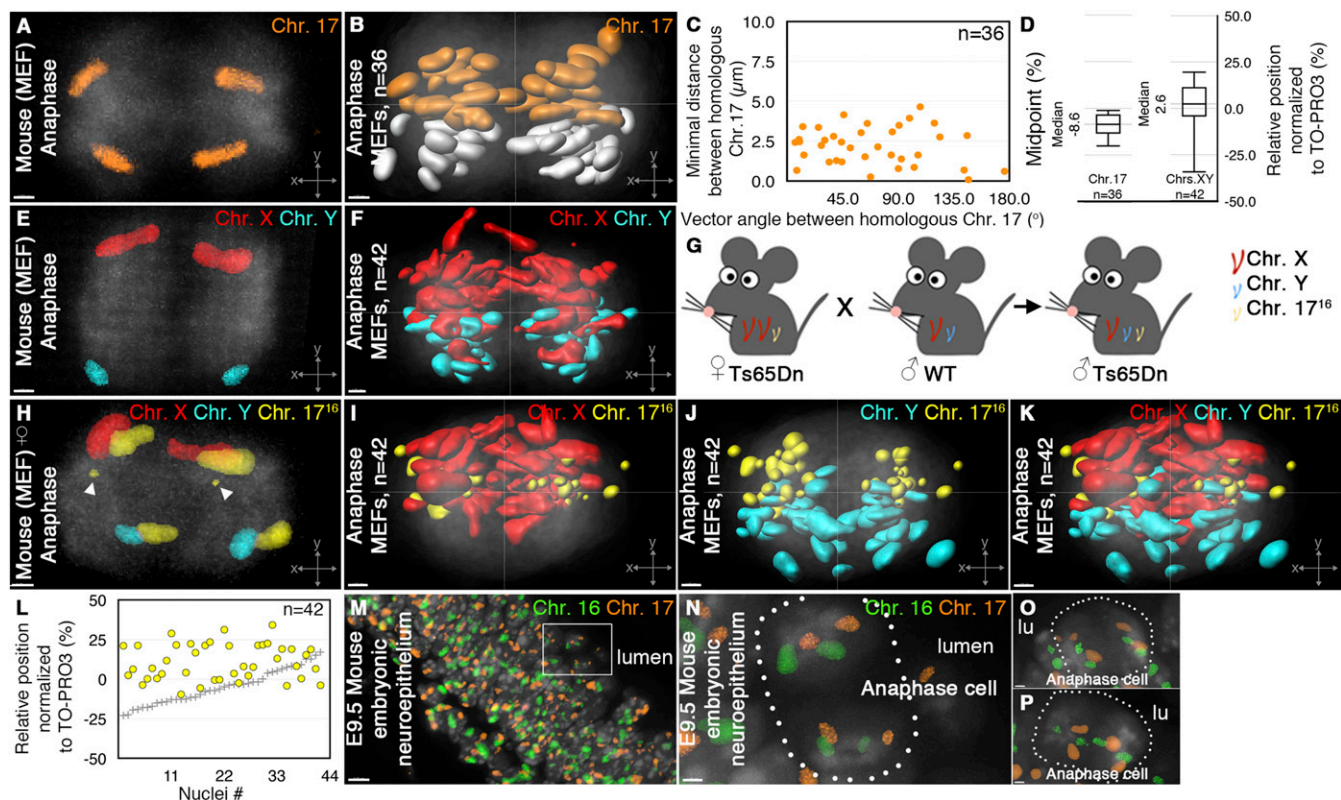 A
Chr. 17
Mouse (MEF)
Anaphase
x
y
B
Anaphase
MEFs, n=36
x
y
C
n=36
Minimal distance
between homologous
Chr.17 (µm)
10.0
7.5
5.0
2.5
0.0
45.0
90.0
135.0
180.0
Vector angle between homologous Chr. 17 (°)
D
Midpoint (%)
Median
-8.6
Median
2.6
Chr.17
n=36
Chrs.XY
n=42
50.0
25.0
0.0
-25.0
-50.0
Relative position
normalized
to TO-PRO3 (%)
E
Chr. X Chr. Y
Mouse (MEF)
Anaphase
x
y
F
Chr. X Chr. Y
Anaphase
MEFs, n=42
x
y
G
X
♀ Ts65Dn
♂ WT
♂ Ts65Dn
Chr. X
Chr. Y
Chr. 17¹⁶
H
Chr. X Chr. Y Chr. 17¹⁶
Mouse (MEF) ♀
Anaphase
x
y
I
Chr. X Chr. 17¹⁶
Anaphase
MEFs, n=42
x
y
J
Chr. Y Chr. 17¹⁶
Anaphase
MEFs, n=42
x
y
K
Chr. X Chr. Y Chr. 17¹⁶
Anaphase
MEFs, n=42
x
y
L
n=42
Relative position
normalized
to TO-PRO3 (%)
50
25
0
-25
-50
11
22
33
44
Nuclei #
M
Chr. 16 Chr. 17
E9.5 Mouse
embryonic
neuroepithelium
lumen
N
Chr. 16 Chr. 17
E9.5 Mouse
embryonic
neuroepithelium
lumen
Anaphase cell
O
lu
Anaphase cell
P
lu
Anaphase cell